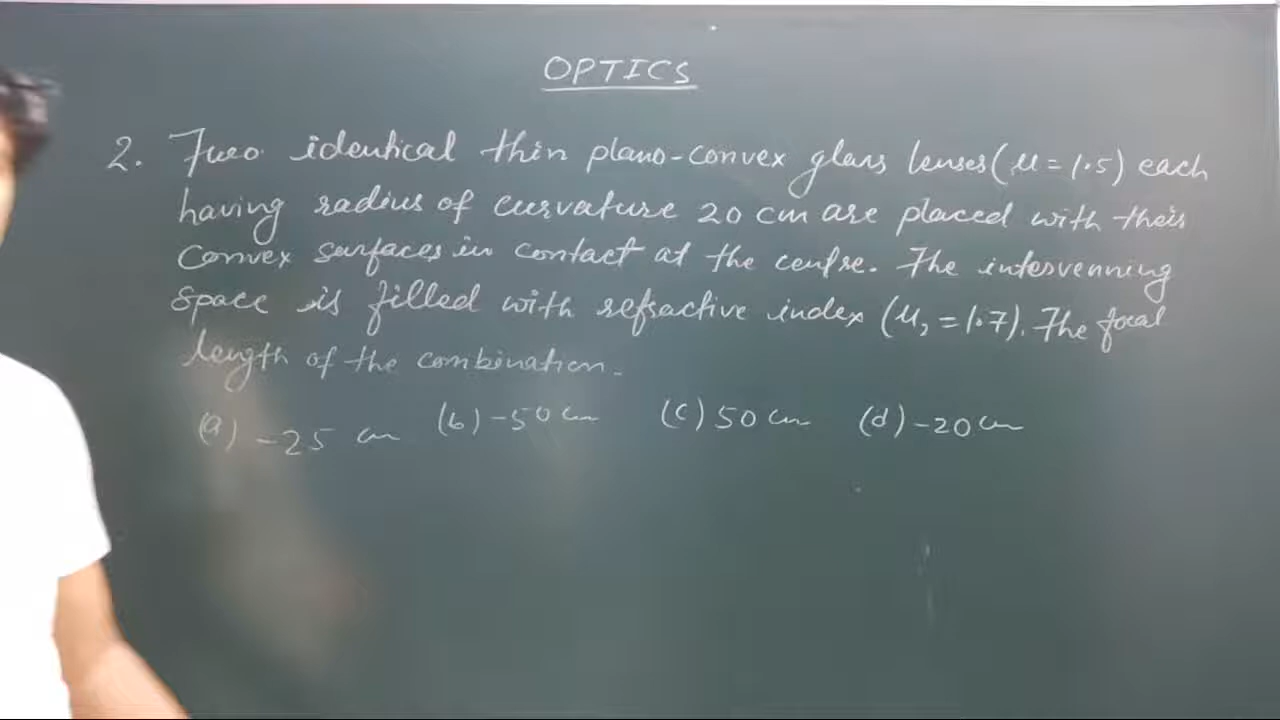 OPTICS
2. Two identical thin plano-convex glass lenses (μ = 1.5) each
having radius of curvature 20 cm are placed with their
convex surfaces in contact at the centre. The intervenning
space is filled with refractive index (μ, = 1.7). The focal
length of the combination.
(a) -25 cm (b) -50 cm (c) 50 cm (d) -20 cm